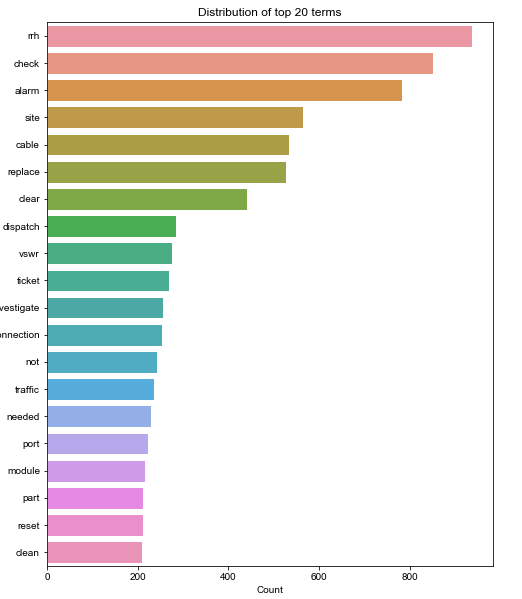 Distribution of top 20 terms
rrh
check
alarm
site
cable
replace
clear
dispatch
vswr
ticket
vestigate
onnection
not
traffic
needed
port
module
part
reset
clean
0 200 400 600 800
Count